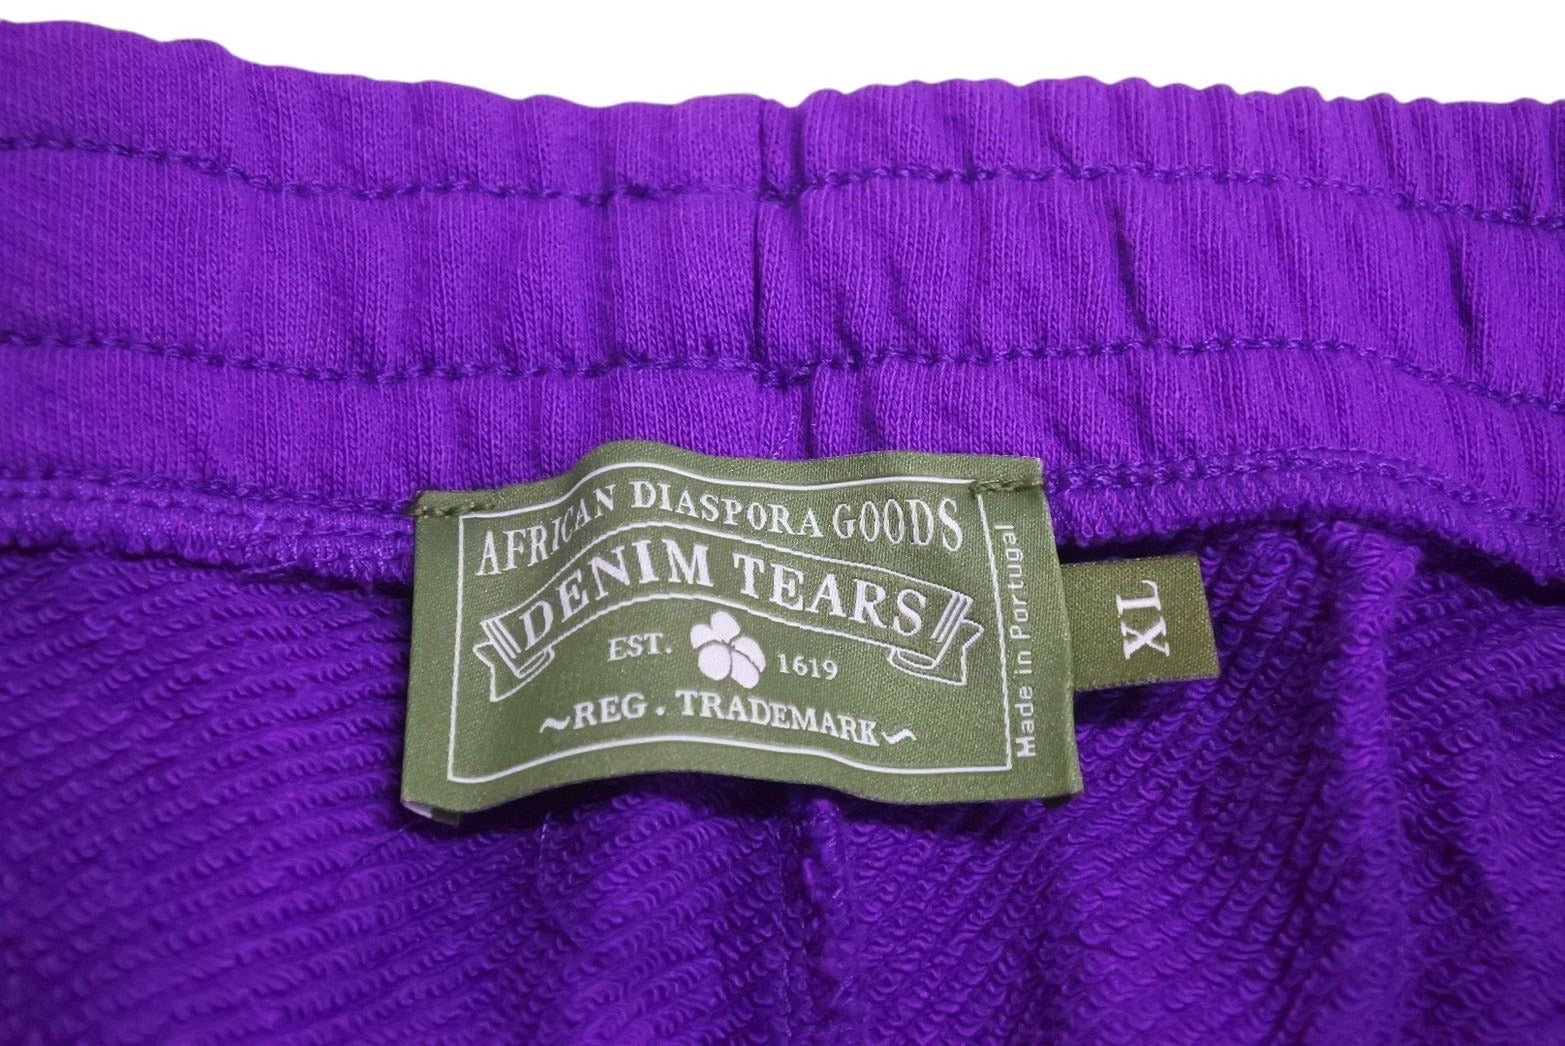 AFRICAN DIASPORA GOODS
DENIM TEARS
EST. 1619
~REG. TRADEMARK~
Made in Portugal
XL